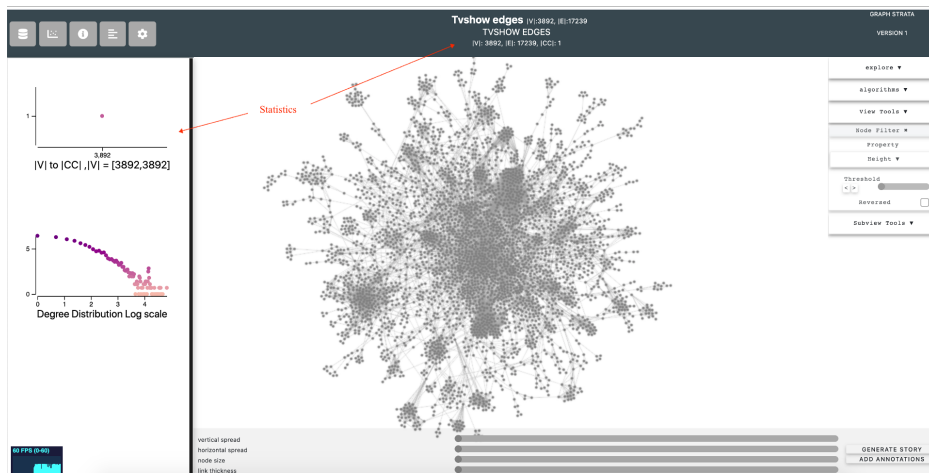 Tvshow edges |V|:3892, |E|:17239
TVSHOW EDGES
|V|: 3892, |E|: 17239, |CC|: 1
GRAPH STRATA
VERSION 1
explore ▼
algorithms ▼
View Tools ▼
Node Filter ✖
Property
Height ▼
Threshold
< | >
Reversed
Subview Tools ▼
Statistics
1
3,892
|V| to |CC| ,|V| = [3892,3892]
5
0
0 1 2 3 4
Degree Distribution Log scale
60 FPS (0-60)
vertical spread
horizontal spread
node size
link thickness
GENERATE STORY
ADD ANNOTATIONS